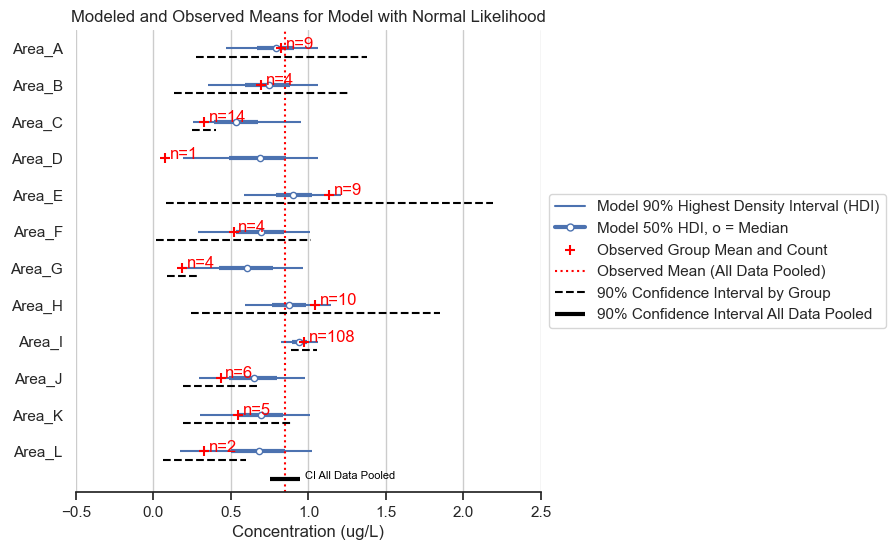 Modeled and Observed Means for Model with Normal Likelihood
Area_A
n=9
Area_B
n=4
Area_C
n=14
Area_D
n=1
Area_E
n=9
Area_F
n=4
Area_G
n=4
Area_H
n=10
Area_I
n=108
Area_J
n=6
Area_K
n=5
Area_L
n=2
CI All Data Pooled
−0.5 0.0 0.5 1.0 1.5 2.0 2.5
Concentration (ug/L)
Model 90% Highest Density Interval (HDI)
Model 50% HDI, o = Median
Observed Group Mean and Count
Observed Mean (All Data Pooled)
90% Confidence Interval by Group
90% Confidence Interval All Data Pooled